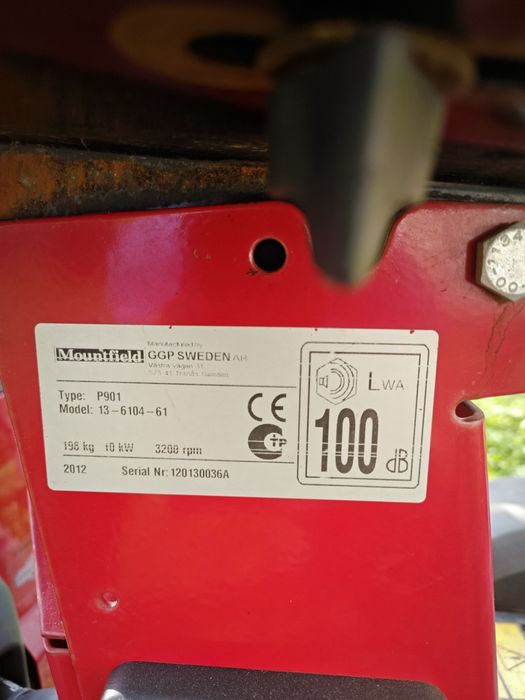 Mountfield
Manufactured by
GGP SWEDEN AB
Västra vägen 11
573 41 Tranås Sweden
Type: P901
Model: 13-6104-61
198 kg 10 kW 3200 rpm
2012 Serial Nr: 120130036A
CE
LWA
100 dB